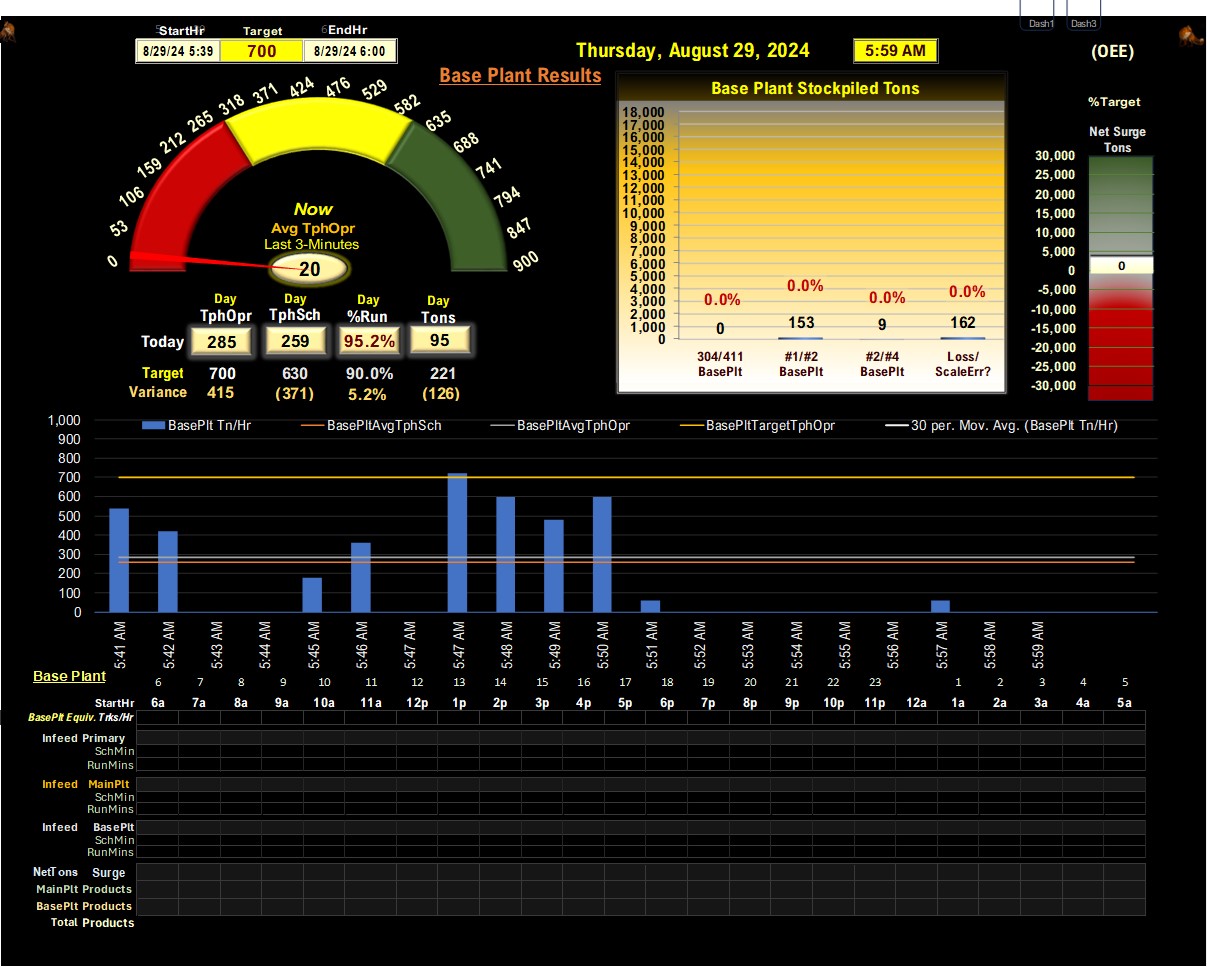 Dash1 Dash3
StartHr Target EndHr
8/29/24 5:39 700 8/29/24 6:00
Thursday, August 29, 2024 5:59 AM (OEE)
Base Plant Results
0 53 106 159 212 265 318 371 424 476 529 582 635 688 741 794 847 900
Now
Avg TphOpr
Last 3-Minutes
20
Day Day Day Day
TphOpr TphSch %Run Tons
Today 285 259 95.2% 95
Target 700 630 90.0% 221
Variance 415 (371) 5.2% (126)
Base Plant Stockpiled Tons
18,000
17,000
16,000
15,000
14,000
13,000
12,000
11,000
10,000
9,000
8,000
7,000
6,000
5,000
4,000
3,000
2,000
1,000
0
0.0% 0.0% 0.0% 0.0%
0 153 9 162
304/411 #1/#2 #2/#4 Loss/
BasePlt BasePlt BasePlt ScaleErr?
%Target
Net Surge
Tons
30,000
25,000
20,000
15,000
10,000
5,000
0 0
-5,000
-10,000
-15,000
-20,000
-25,000
-30,000
BasePlt Tn/Hr BasePltAvgTphSch BasePltAvgTphOpr BasePltTargetTphOpr 30 per. Mov. Avg. (BasePlt Tn/Hr)
1,000
900
800
700
600
500
400
300
200
100
0
5:41 AM 5:42 AM 5:43 AM 5:44 AM 5:45 AM 5:46 AM 5:47 AM 5:47 AM 5:48 AM 5:49 AM 5:50 AM 5:51 AM 5:52 AM 5:53 AM 5:54 AM 5:55 AM 5:56 AM 5:57 AM 5:58 AM 5:59 AM
Base Plant
6 7 8 9 10 11 12 13 14 15 16 17 18 19 20 21 22 23 1 2 3 4 5
StartHr 6a 7a 8a 9a 10a 11a 12p 1p 2p 3p 4p 5p 6p 7p 8p 9p 10p 11p 12a 1a 2a 3a 4a 5a
BasePlt Equiv. Trks/Hr
Infeed Primary
SchMin
RunMins
Infeed MainPlt
SchMin
RunMins
Infeed BasePlt
SchMin
RunMins
NetTons Surge
MainPlt Products
BasePlt Products
Total Products